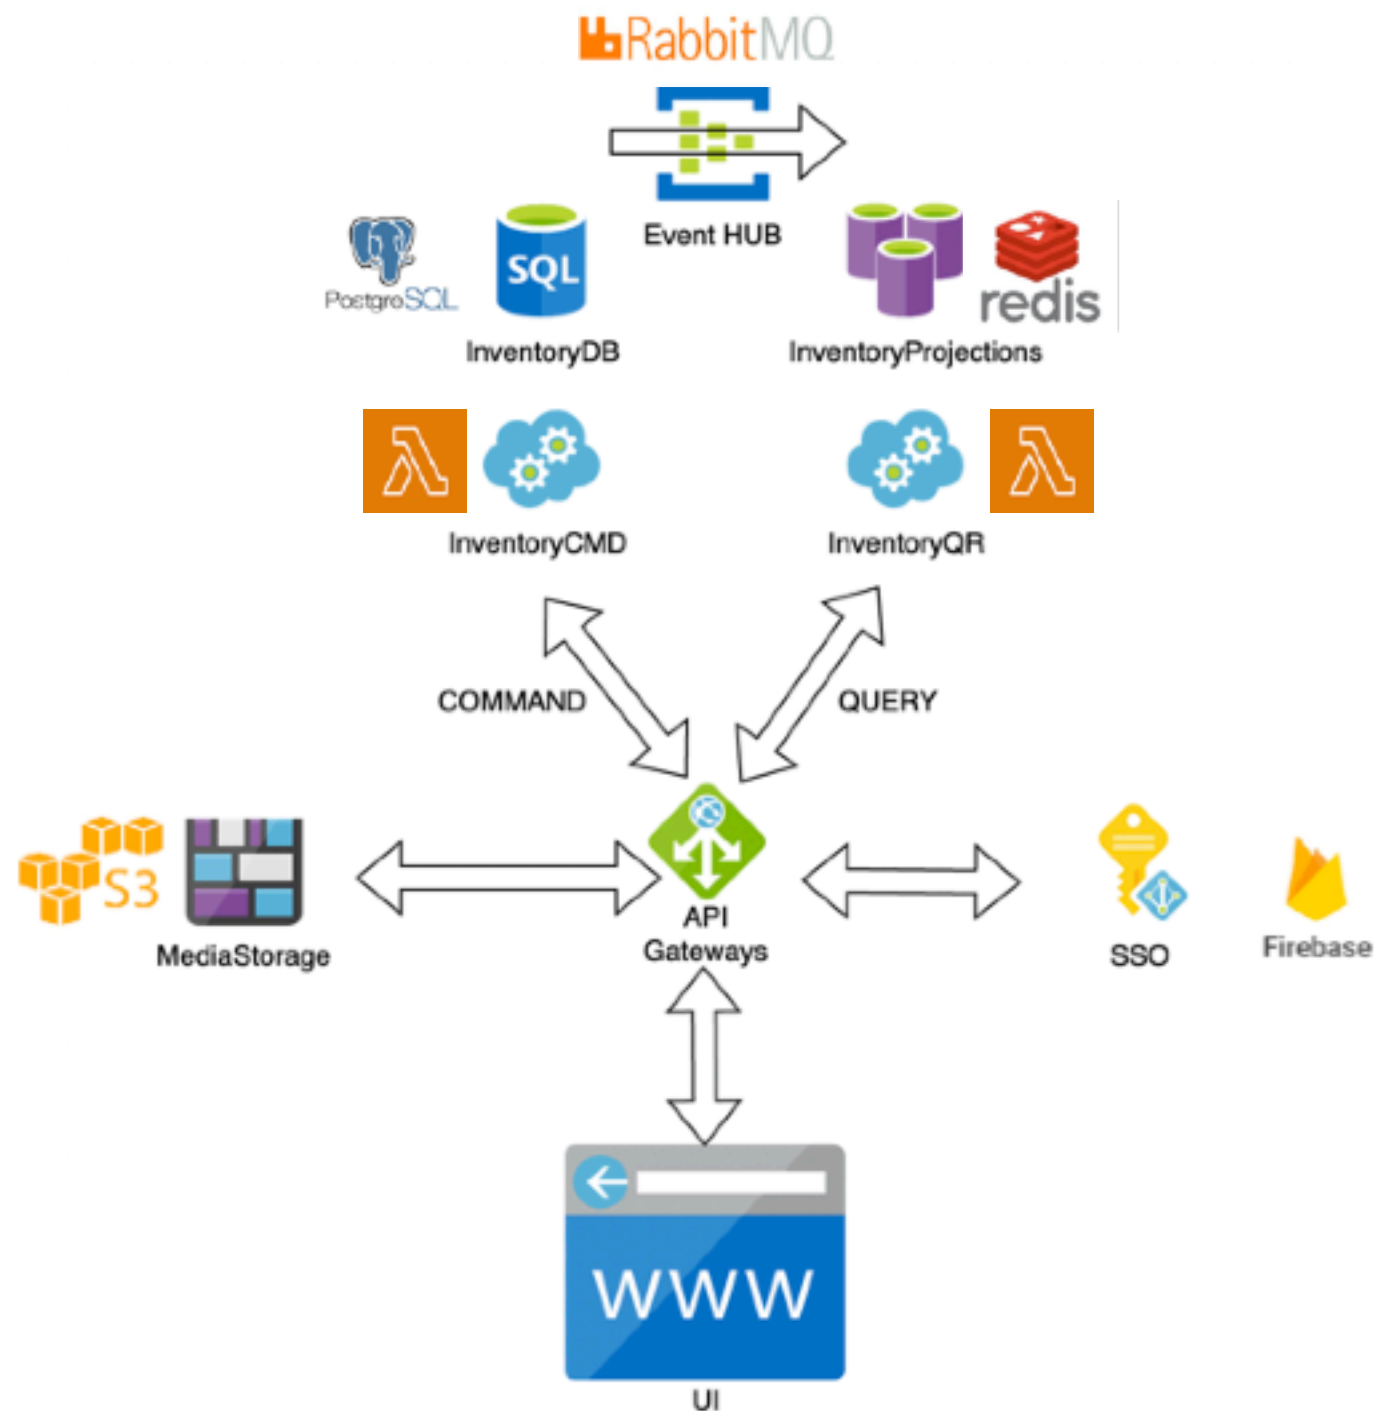 RabbitMQ
Event HUB
PostgreSQL
SQL
redis
InventoryDB
InventoryProjections
InventoryCMD
InventoryQR
COMMAND
QUERY
S3
API
Gateways
MediaStorage
SSO
Firebase
WWW
UI